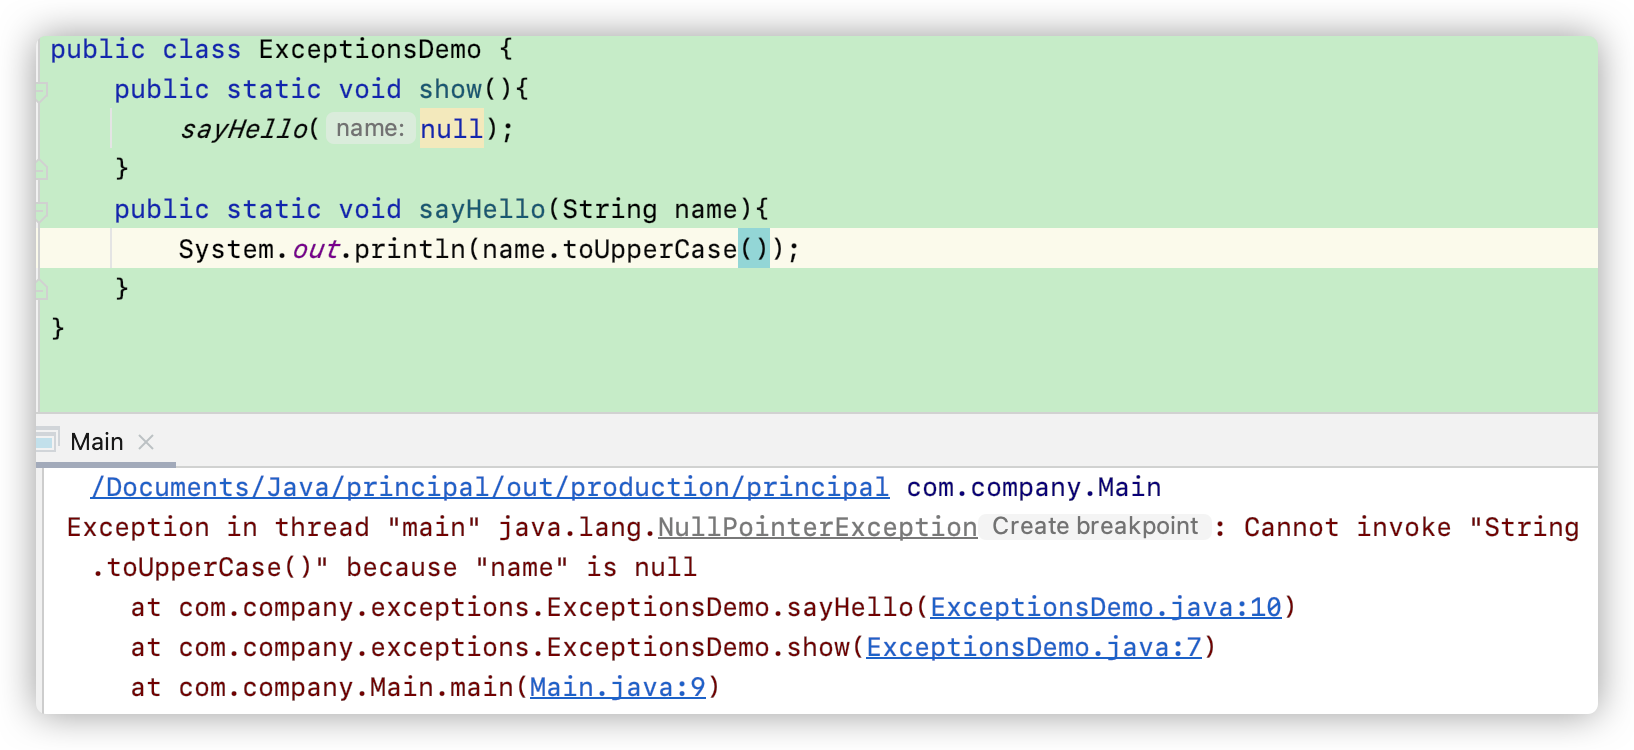 public class ExceptionsDemo {
public static void show(){
sayHello( name: null);
}
public static void sayHello(String name){
System.out.println(name.toUpperCase());
}
}
Main
/Documents/Java/principal/out/production/principal com.company.Main
Exception in thread "main" java.lang.NullPointerException Create breakpoint : Cannot invoke "String
.toUpperCase()" because "name" is null
at com.company.exceptions.ExceptionsDemo.sayHello(ExceptionsDemo.java:10)
at com.company.exceptions.ExceptionsDemo.show(ExceptionsDemo.java:7)
at com.company.Main.main(Main.java:9)